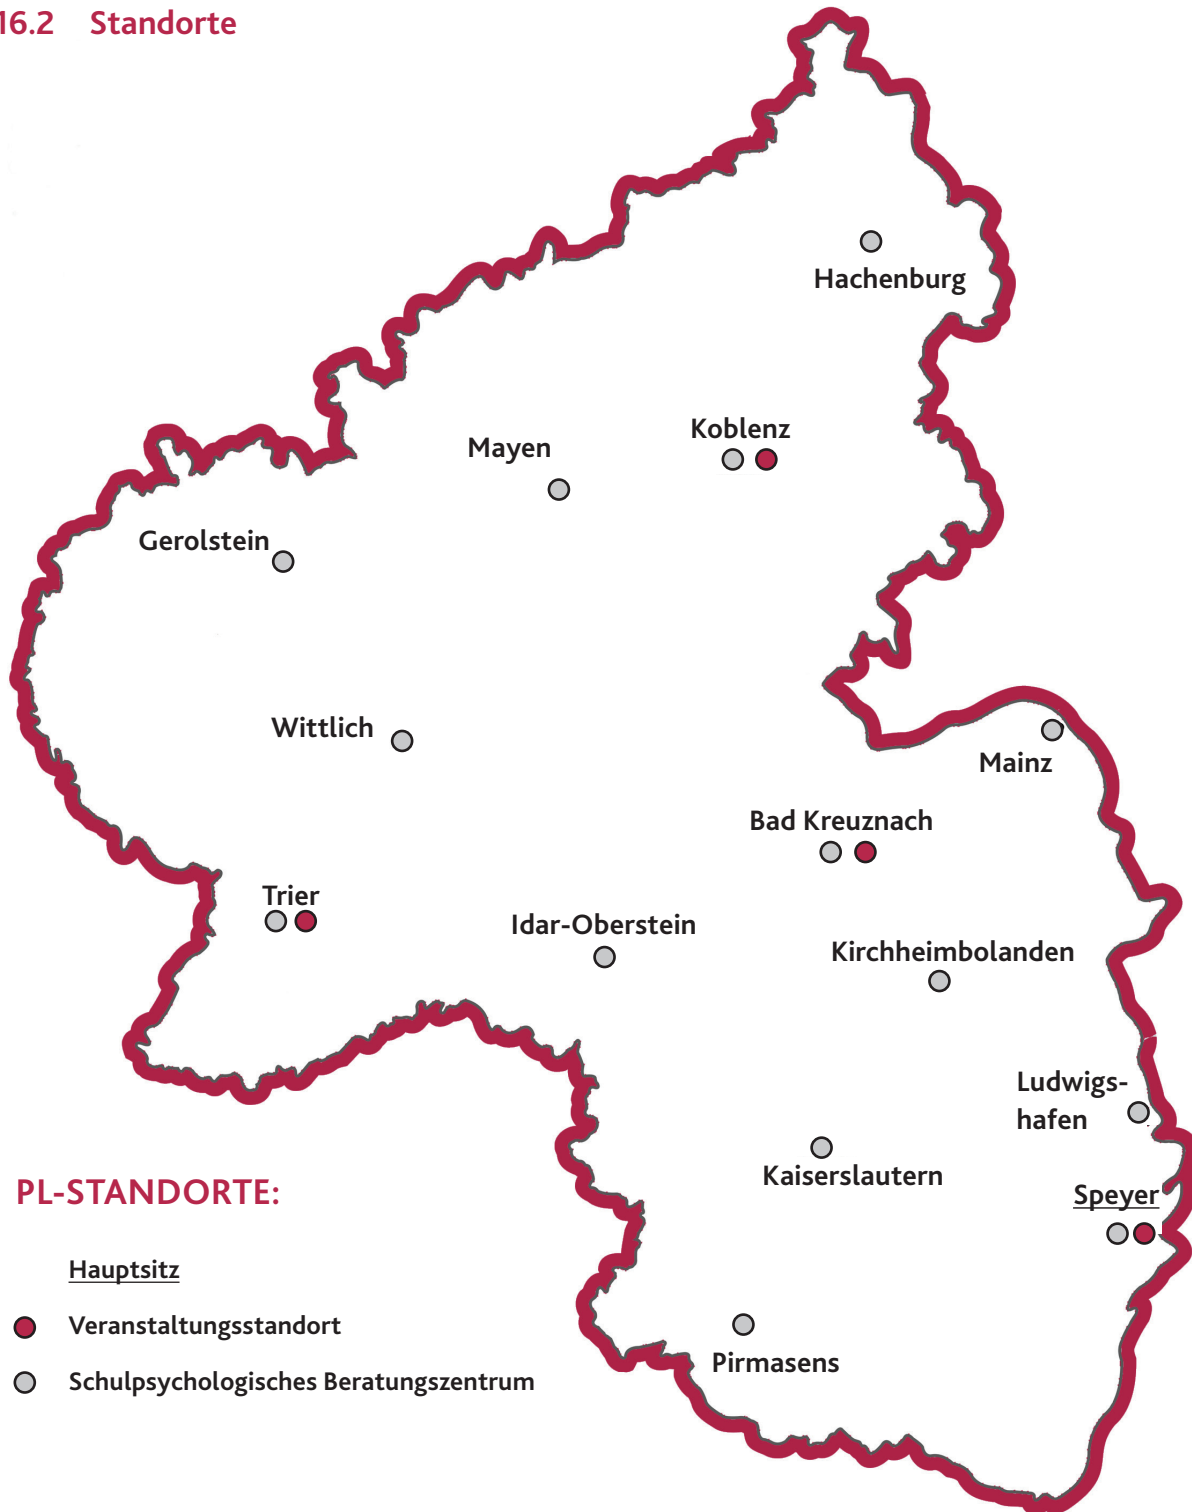 16.2 Standorte
Hachenburg
Koblenz
Mayen
Gerolstein
Wittlich
Mainz
Bad Kreuznach
Trier
Idar-Oberstein
Kirchheimbolanden
Ludwigs-
hafen
Kaiserslautern
Speyer
Pirmasens
PL-STANDORTE:
Hauptsitz
Veranstaltungsstandort
Schulpsychologisches Beratungszentrum